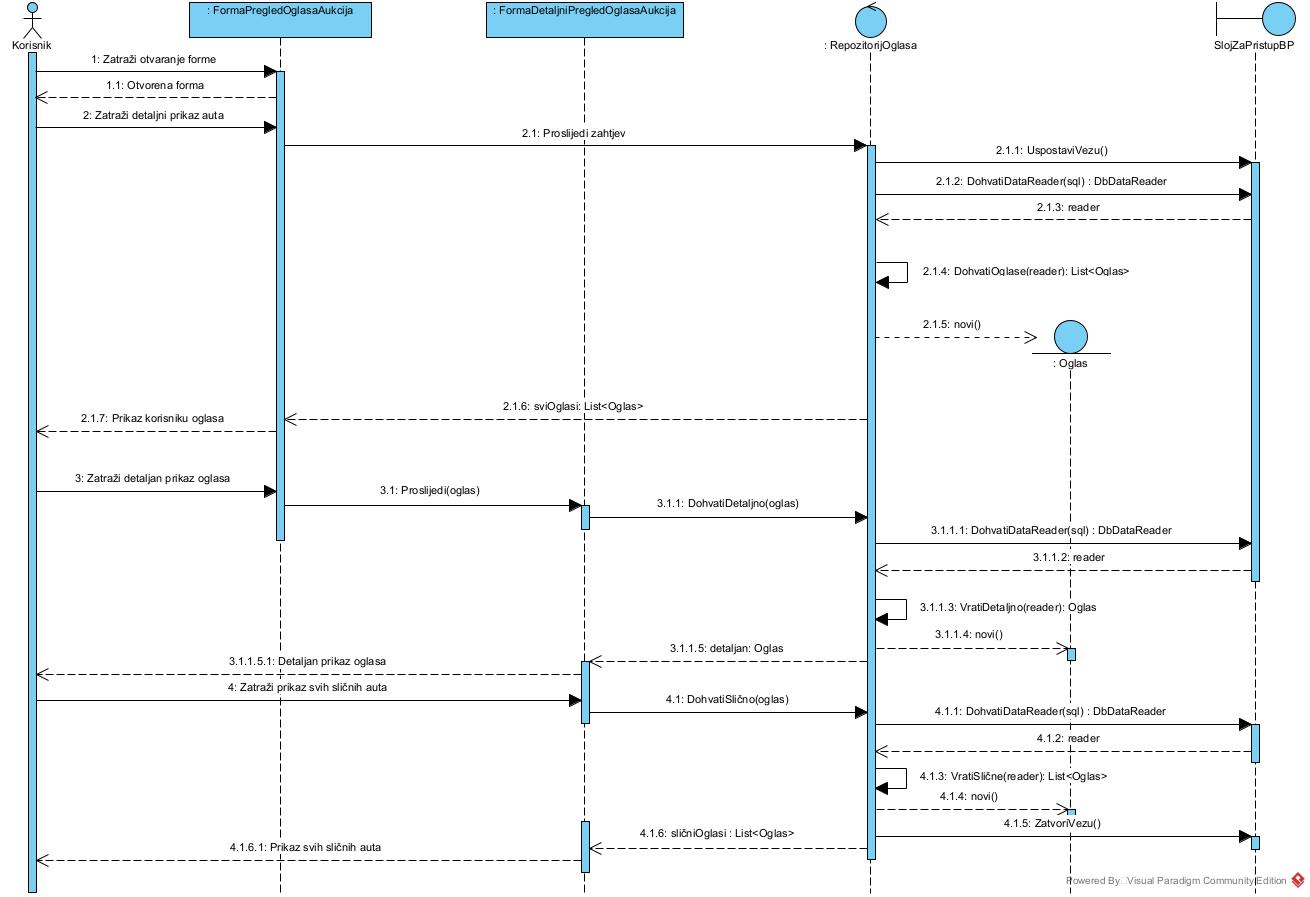 : FormaPregledOglasaAukcija
: FormaDetaljniPregledOglasaAukcija
Korisnik
: RepozitorijOglasa
SlojZaPristupBP
1: Zatraži otvaranje forme
1.1: Otvorena forma
2: Zatraži detaljni prikaz auta
2.1: Proslijedi zahtjev
2.1.1: UspostaviVezu()
2.1.2: DohvatiDataReader(sql) : DbDataReader
2.1.3: reader
2.1.4: DohvatiOglase(reader): List<Oglas>
2.1.5: novi()
: Oglas
2.1.6: sviOglasi: List<Oglas>
2.1.7: Prikaz korisniku oglasa
3: Zatraži detaljan prikaz oglasa
3.1: Proslijedi(oglas)
3.1.1: DohvatiDetaljno(oglas)
3.1.1.1: DohvatiDataReader(sql) : DbDataReader
3.1.1.2: reader
3.1.1.3: VratiDetaljno(reader): Oglas
3.1.1.4: novi()
3.1.1.5: detaljan: Oglas
3.1.1.5.1: Detaljan prikaz oglasa
4: Zatraži prikaz svih sličnih auta
4.1: DohvatiSlično(oglas)
4.1.1: DohvatiDataReader(sql) : DbDataReader
4.1.2: reader
4.1.3: VratiSlične(reader): List<Oglas>
4.1.4: novi()
4.1.5: ZatvoriVezu()
4.1.6: sličniOglasi : List<Oglas>
4.1.6.1: Prikaz svih sličnih auta
Powered By Visual Paradigm Community Edition